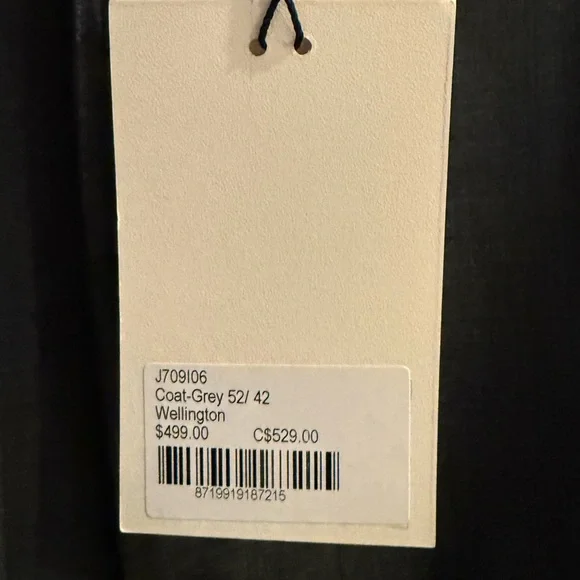 J709I06
Coat-Grey 52/ 42
Wellington
$499.00 C$529.00
8719919187215